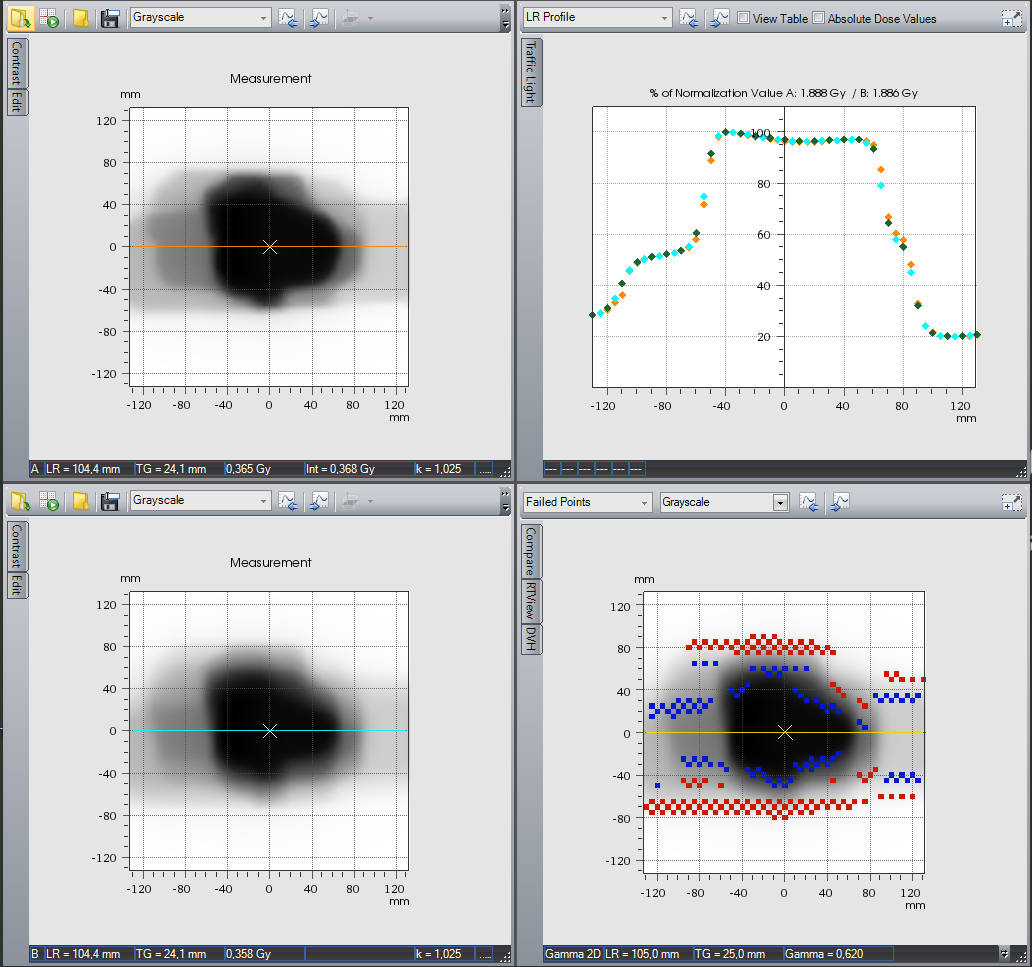 Grayscale
Contrast
Edit
Measurement
mm
120
80
40
0
-40
-80
-120
-120 -80 -40 0 40 80 120
mm
A LR = 104,4 mm TG = 24,1 mm 0,365 Gy Int = 0,368 Gy k = 1,025 .....
LR Profile View Table Absolute Dose Values
Traffic Light
% of Normalization Value A: 1.888 Gy / B: 1.886 Gy
100
80
60
40
20
-120 -80 -40 0 40 80 120
mm
--- --- --- --- --- ---
Grayscale
Contrast
Edit
Measurement
mm
120
80
40
0
-40
-80
-120
-120 -80 -40 0 40 80 120
mm
B LR = 104,4 mm TG = 24,1 mm 0,358 Gy k = 1,025 .....
Failed Points Grayscale
Compare
RTView
DVH
mm
120
80
40
0
-40
-80
-120
-120 -80 -40 0 40 80 120
mm
Gamma 2D LR = 105,0 mm TG = 25,0 mm Gamma = 0,620